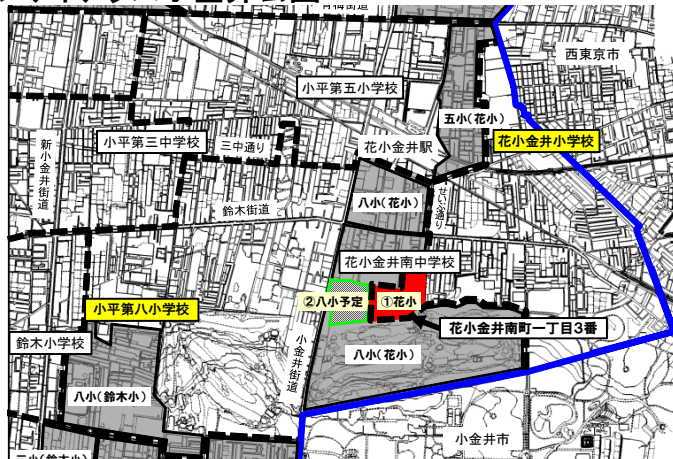 青梅街道
西東京市
小平第五小学校
五小(花小)
花小金井小学校
小平第三中学校
三中通り
花小金井駅
新小金井街道
鈴木街道
八小(花小)
せいぶ通り
花小金井南中学校
②八小予定
①花小
小平第八小学校
花小金井南町一丁目3番
鈴木小学校
小金井街道
八小(花小)
八小(鈴木小)
小金井市